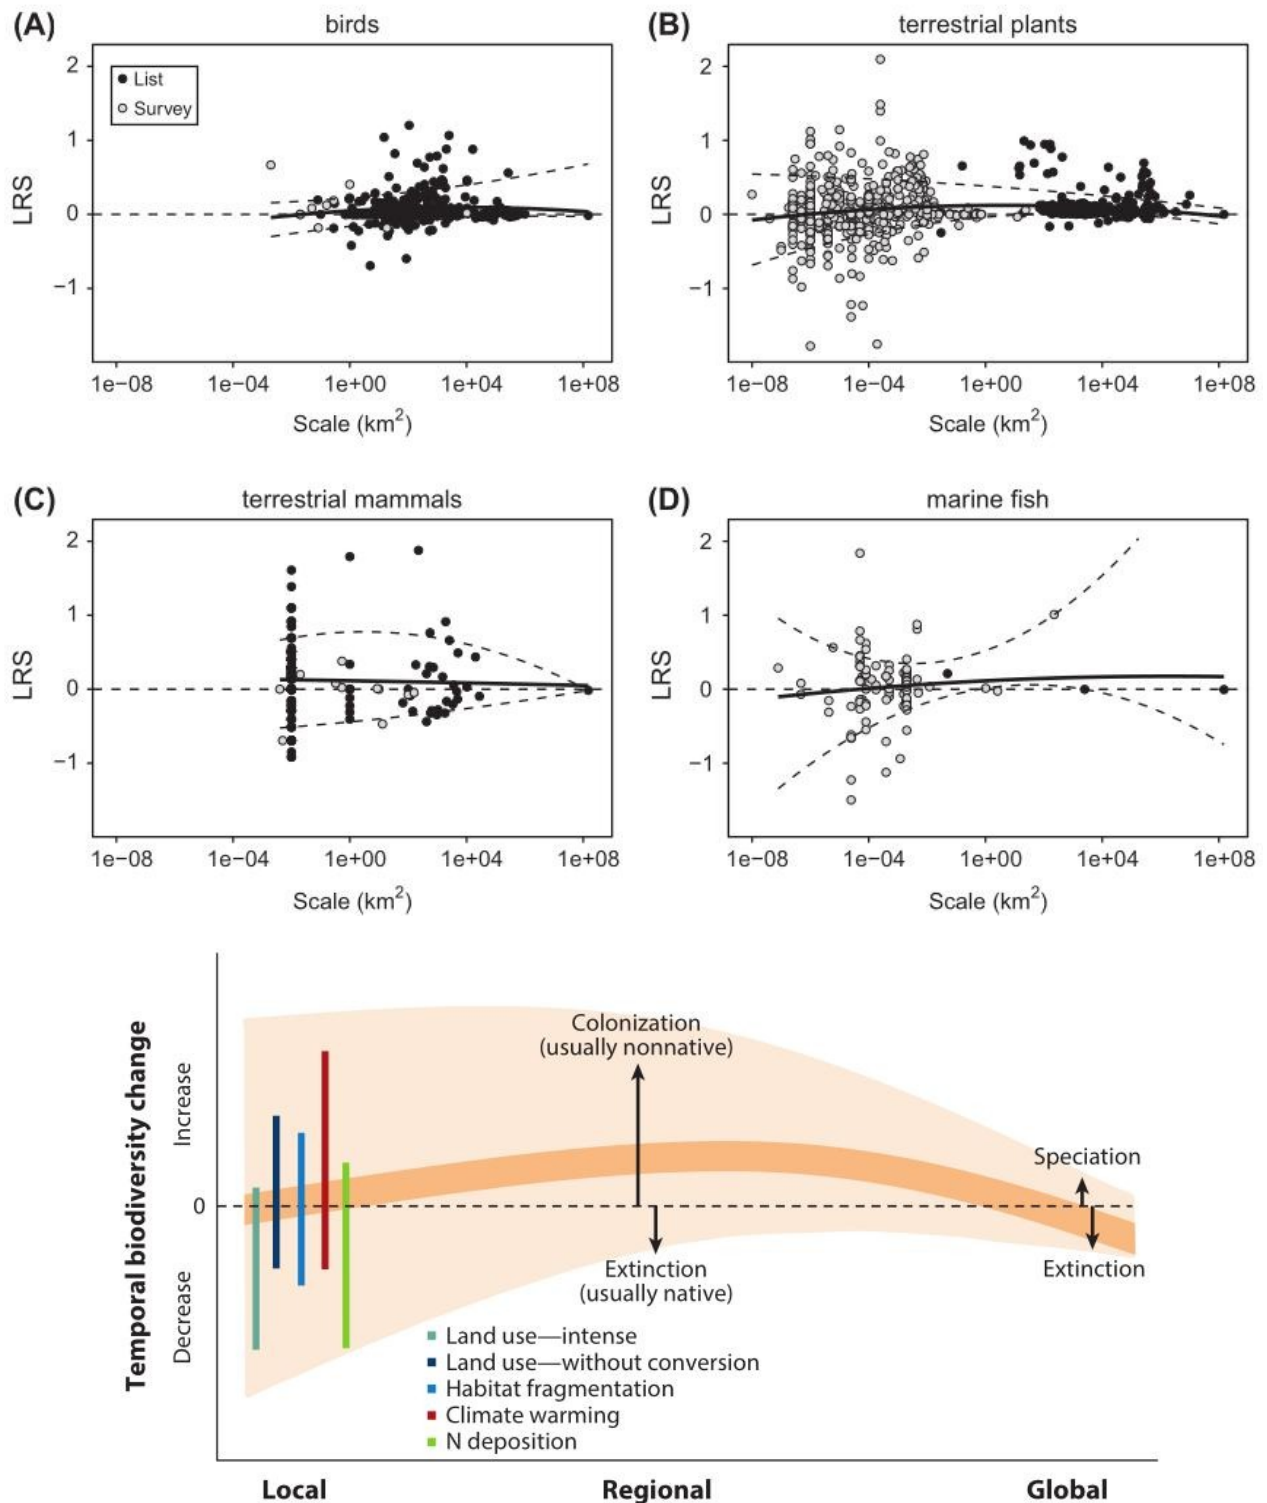 (A)
birds
List
Survey
2
1
0
−1
LRS
1e−08 1e−04 1e+00 1e+04 1e+08
Scale (km²)
(B)
terrestrial plants
2
1
0
−1
LRS
1e−08 1e−04 1e+00 1e+04 1e+08
Scale (km²)
(C)
terrestrial mammals
2
1
0
−1
LRS
1e−08 1e−04 1e+00 1e+04 1e+08
Scale (km²)
(D)
marine fish
2
1
0
−1
LRS
1e−08 1e−04 1e+00 1e+04 1e+08
Scale (km²)
Temporal biodiversity change
Increase
0
Decrease
Colonization
(usually nonnative)
Extinction
(usually native)
Speciation
Extinction
Land use—intense
Land use—without conversion
Habitat fragmentation
Climate warming
N deposition
Local Regional Global